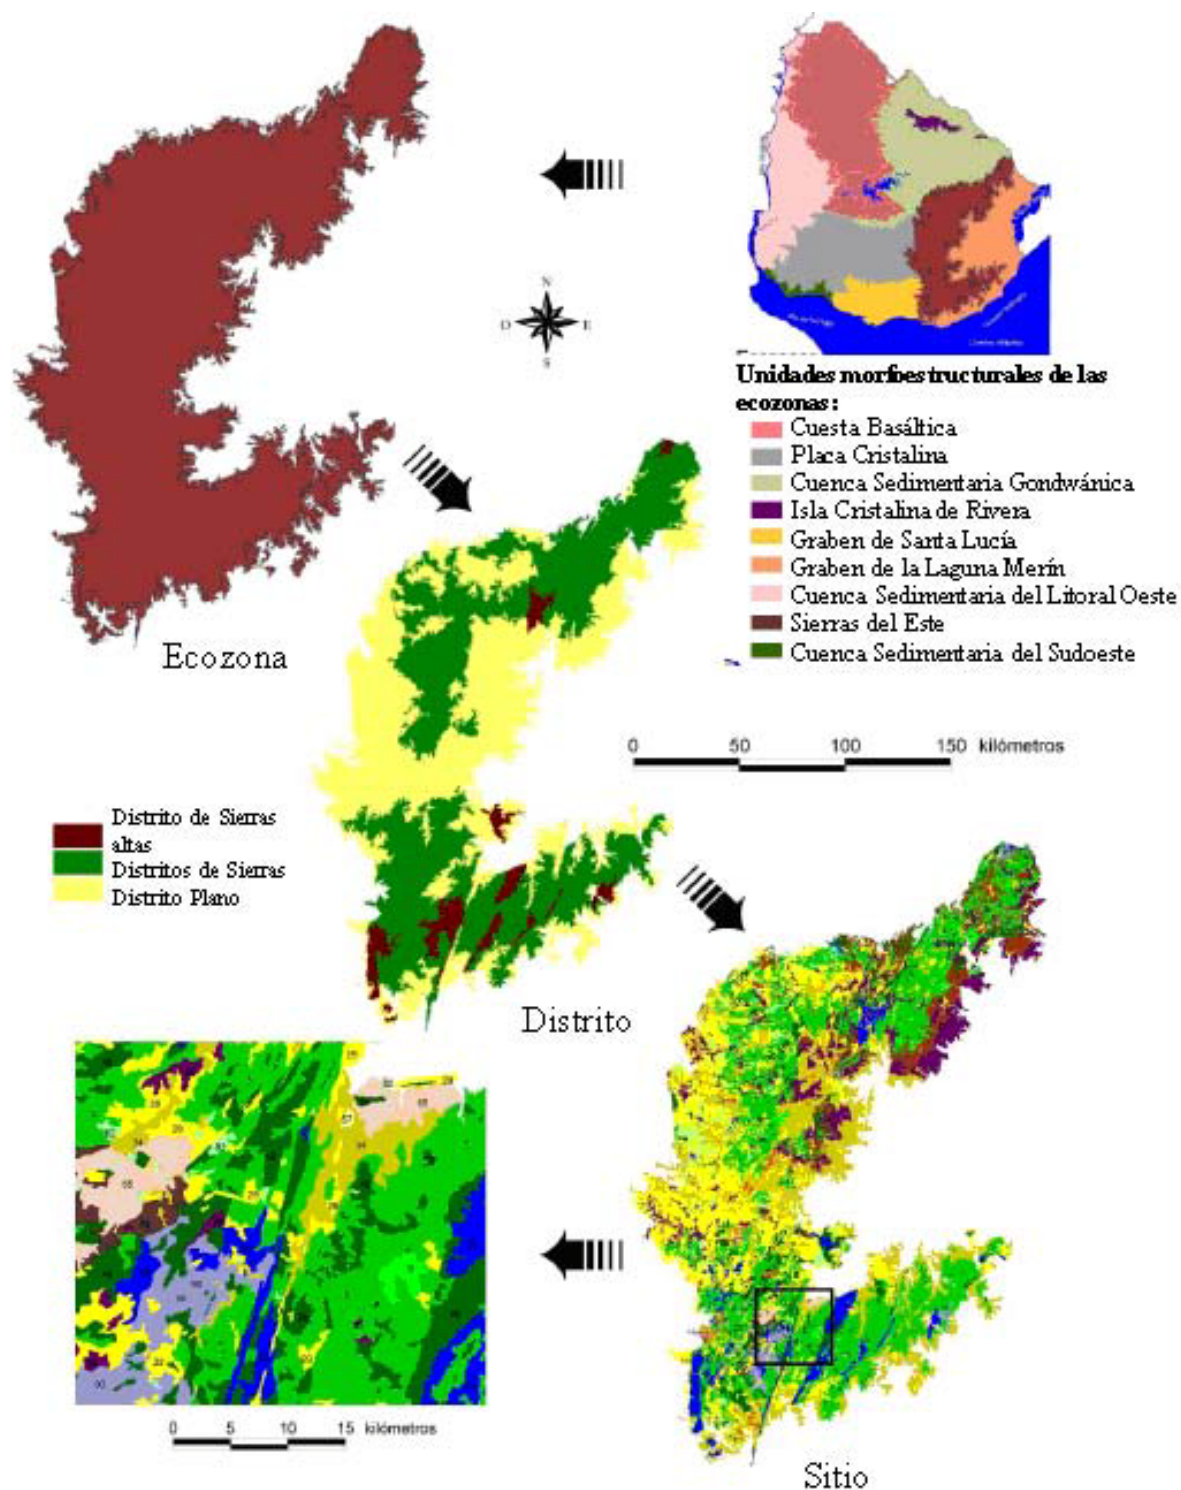 N
O
E
S
Unidades morfoestructurales de las
ecozonas:
Cuesta Basáltica
Placa Cristalina
Cuenca Sedimentaria Gondwánica
Isla Cristalina de Rivera
Graben de Santa Lucía
Graben de la Laguna Merín
Cuenca Sedimentaria del Litoral Oeste
Sierras del Este
Cuenca Sedimentaria del Sudoeste
Ecozona
0 50 100 150 kilómetros
Distrito de Sierras
altas
Distritos de Sierras
Distrito Plano
Distrito
0 5 10 15 kilómetros
Sitio